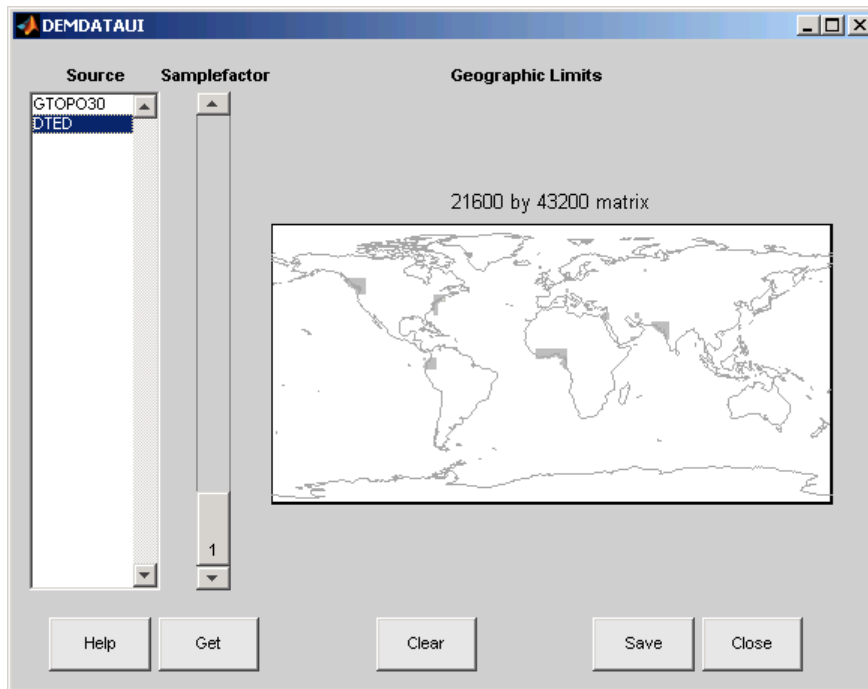 DEMDATAUI
Source Samplefactor Geographic Limits
GTOPO30
DTED
21600 by 43200 matrix
1
Help Get Clear Save Close